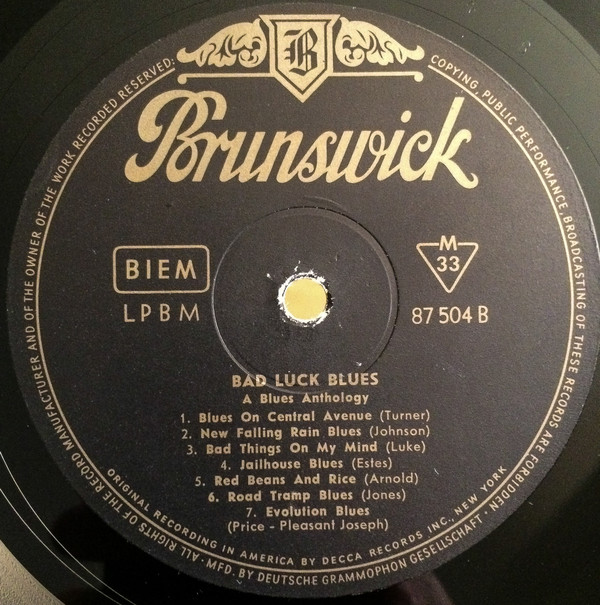 B
Brunswick
BIEM
LPBM
M
33
87 504 B
BAD LUCK BLUES
A Blues Anthology
1. Blues On Central Avenue (Turner)
2. New Falling Rain Blues (Johnson)
3. Bad Things On My Mind (Luke)
4. Jailhouse Blues (Estes)
5. Red Beans And Rice (Arnold)
6. Road Tramp Blues (Jones)
7. Evolution Blues
(Price - Pleasant Joseph)
ORIGINAL RECORDING IN AMERICA BY DECCA RECORDS INC., NEW YORK
ALL RIGHTS OF THE RECORD MANUFACTURER AND OF THE OWNER OF THE WORK RECORDED RESERVED:
COPYING, PUBLIC PERFORMANCE, BROADCASTING OF THESE RECORDS ARE FORBIDDEN
· MFD. BY DEUTSCHE GRAMMOPHON GESELLSCHAFT ·